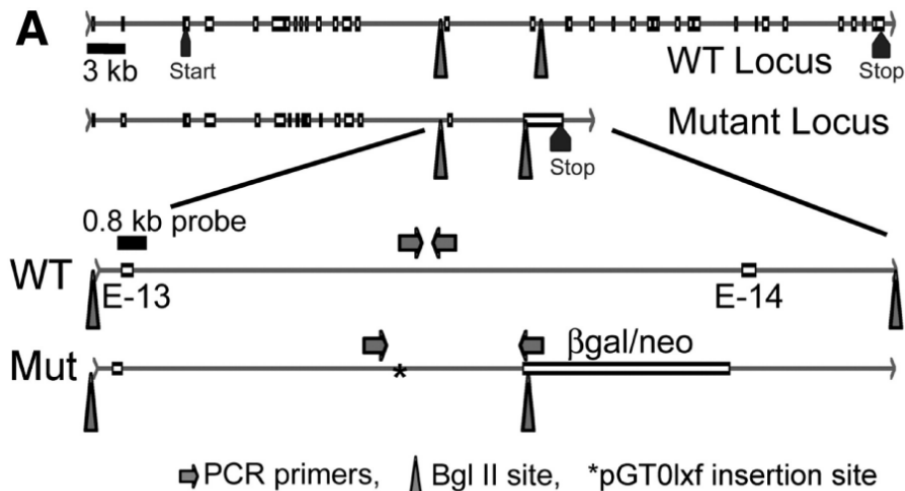 A
3 kb
Start
WT Locus
Stop
Mutant Locus
Stop
0.8 kb probe
WT
E-13
E-14
βgal/neo
Mut
*
PCR primers, Bgl II site, *pGT0lxf insertion site